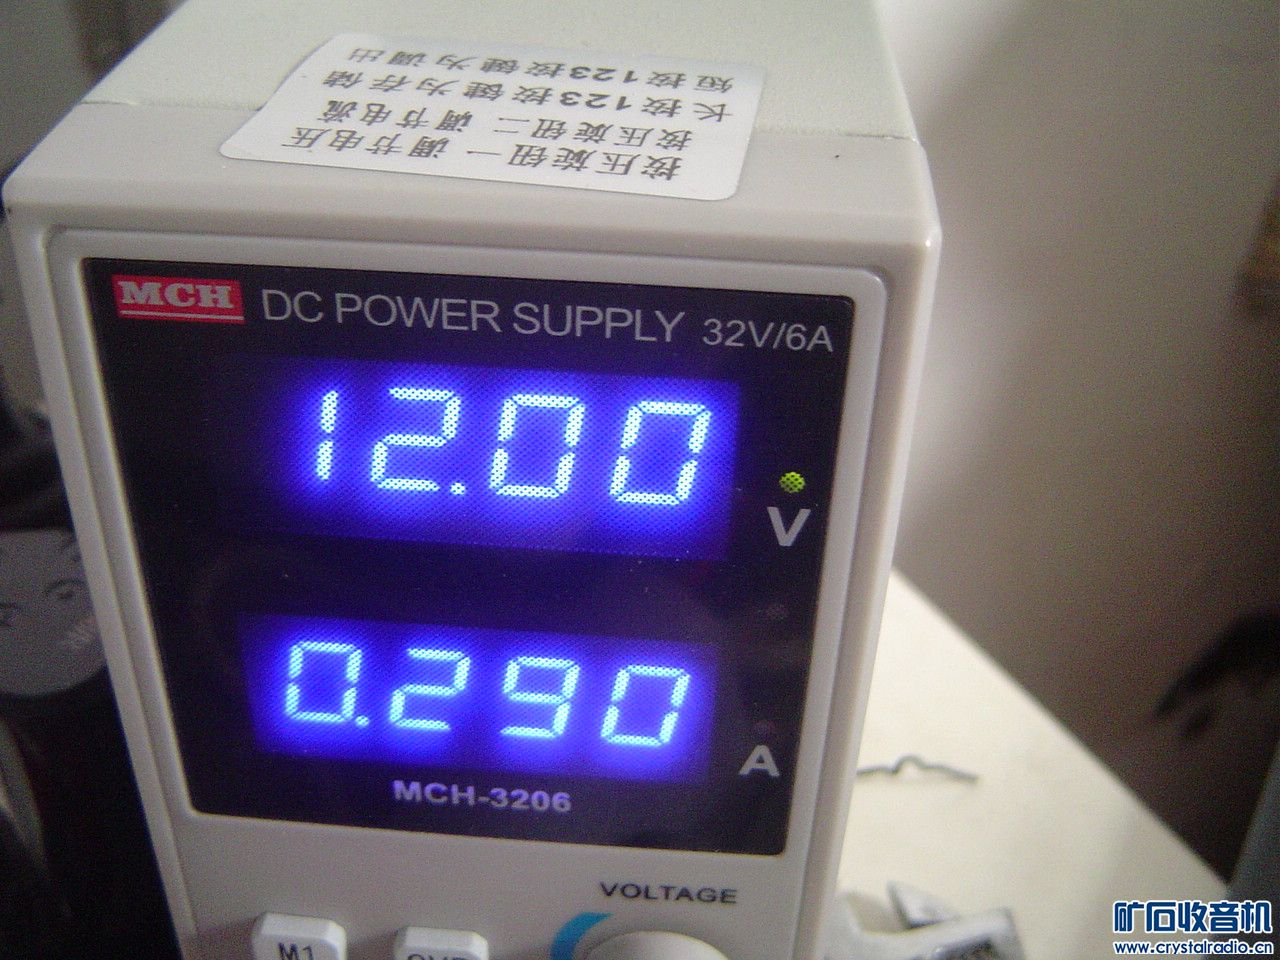 短按123按键为调出
长按123按键为存储
按压旋钮二 调节电流
按压旋钮一 调节电压
MCH DC POWER SUPPLY 32V/6A
12.00
V
0.290
A
MCH-3206
VOLTAGE
M1
OVP
矿石收音机
www.crystalradio.cn